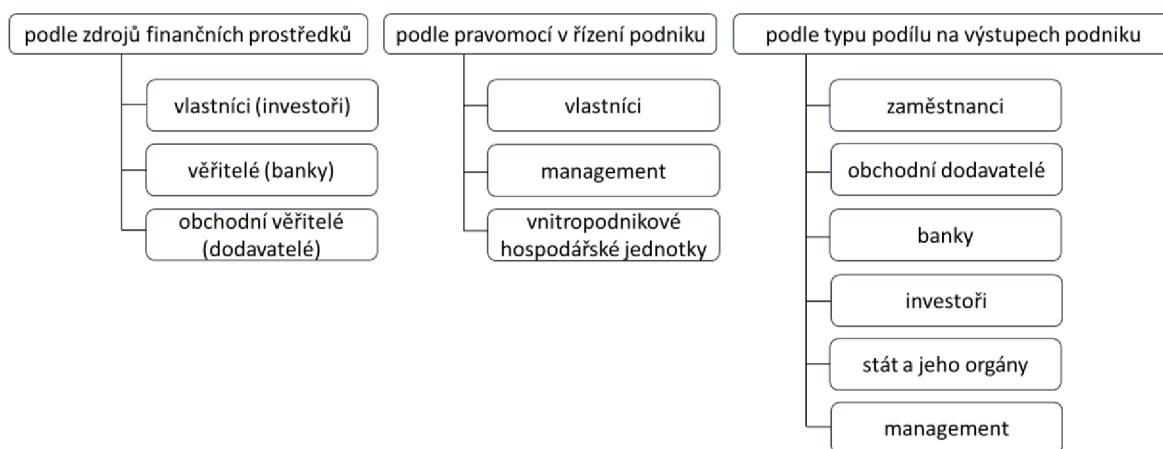 podle zdrojů finančních prostředků
vlastníci (investoři)
věřitelé (banky)
obchodní věřitelé
(dodavatelé)
podle pravomocí v řízení podniku
vlastníci
management
vnitropodnikové
hospodářské jednotky
podle typu podílu na výstupech podniku
zaměstnanci
obchodní dodavatelé
banky
investoři
stát a jeho orgány
management